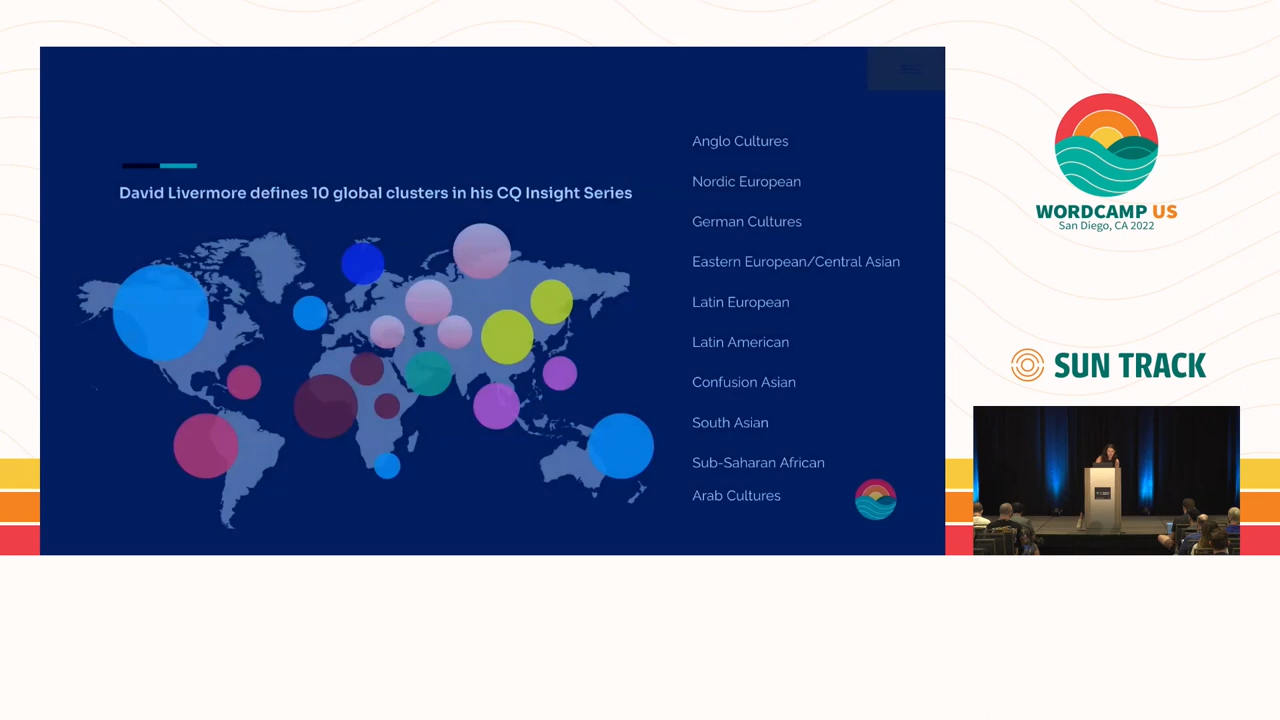 David Livermore defines 10 global clusters in his CQ Insight Series
Anglo Cultures
Nordic European
German Cultures
Eastern European/Central Asian
Latin European
Latin American
Confusion Asian
South Asian
Sub-Saharan African
Arab Cultures
WORDCAMP US
San Diego, CA 2022
SUN TRACK